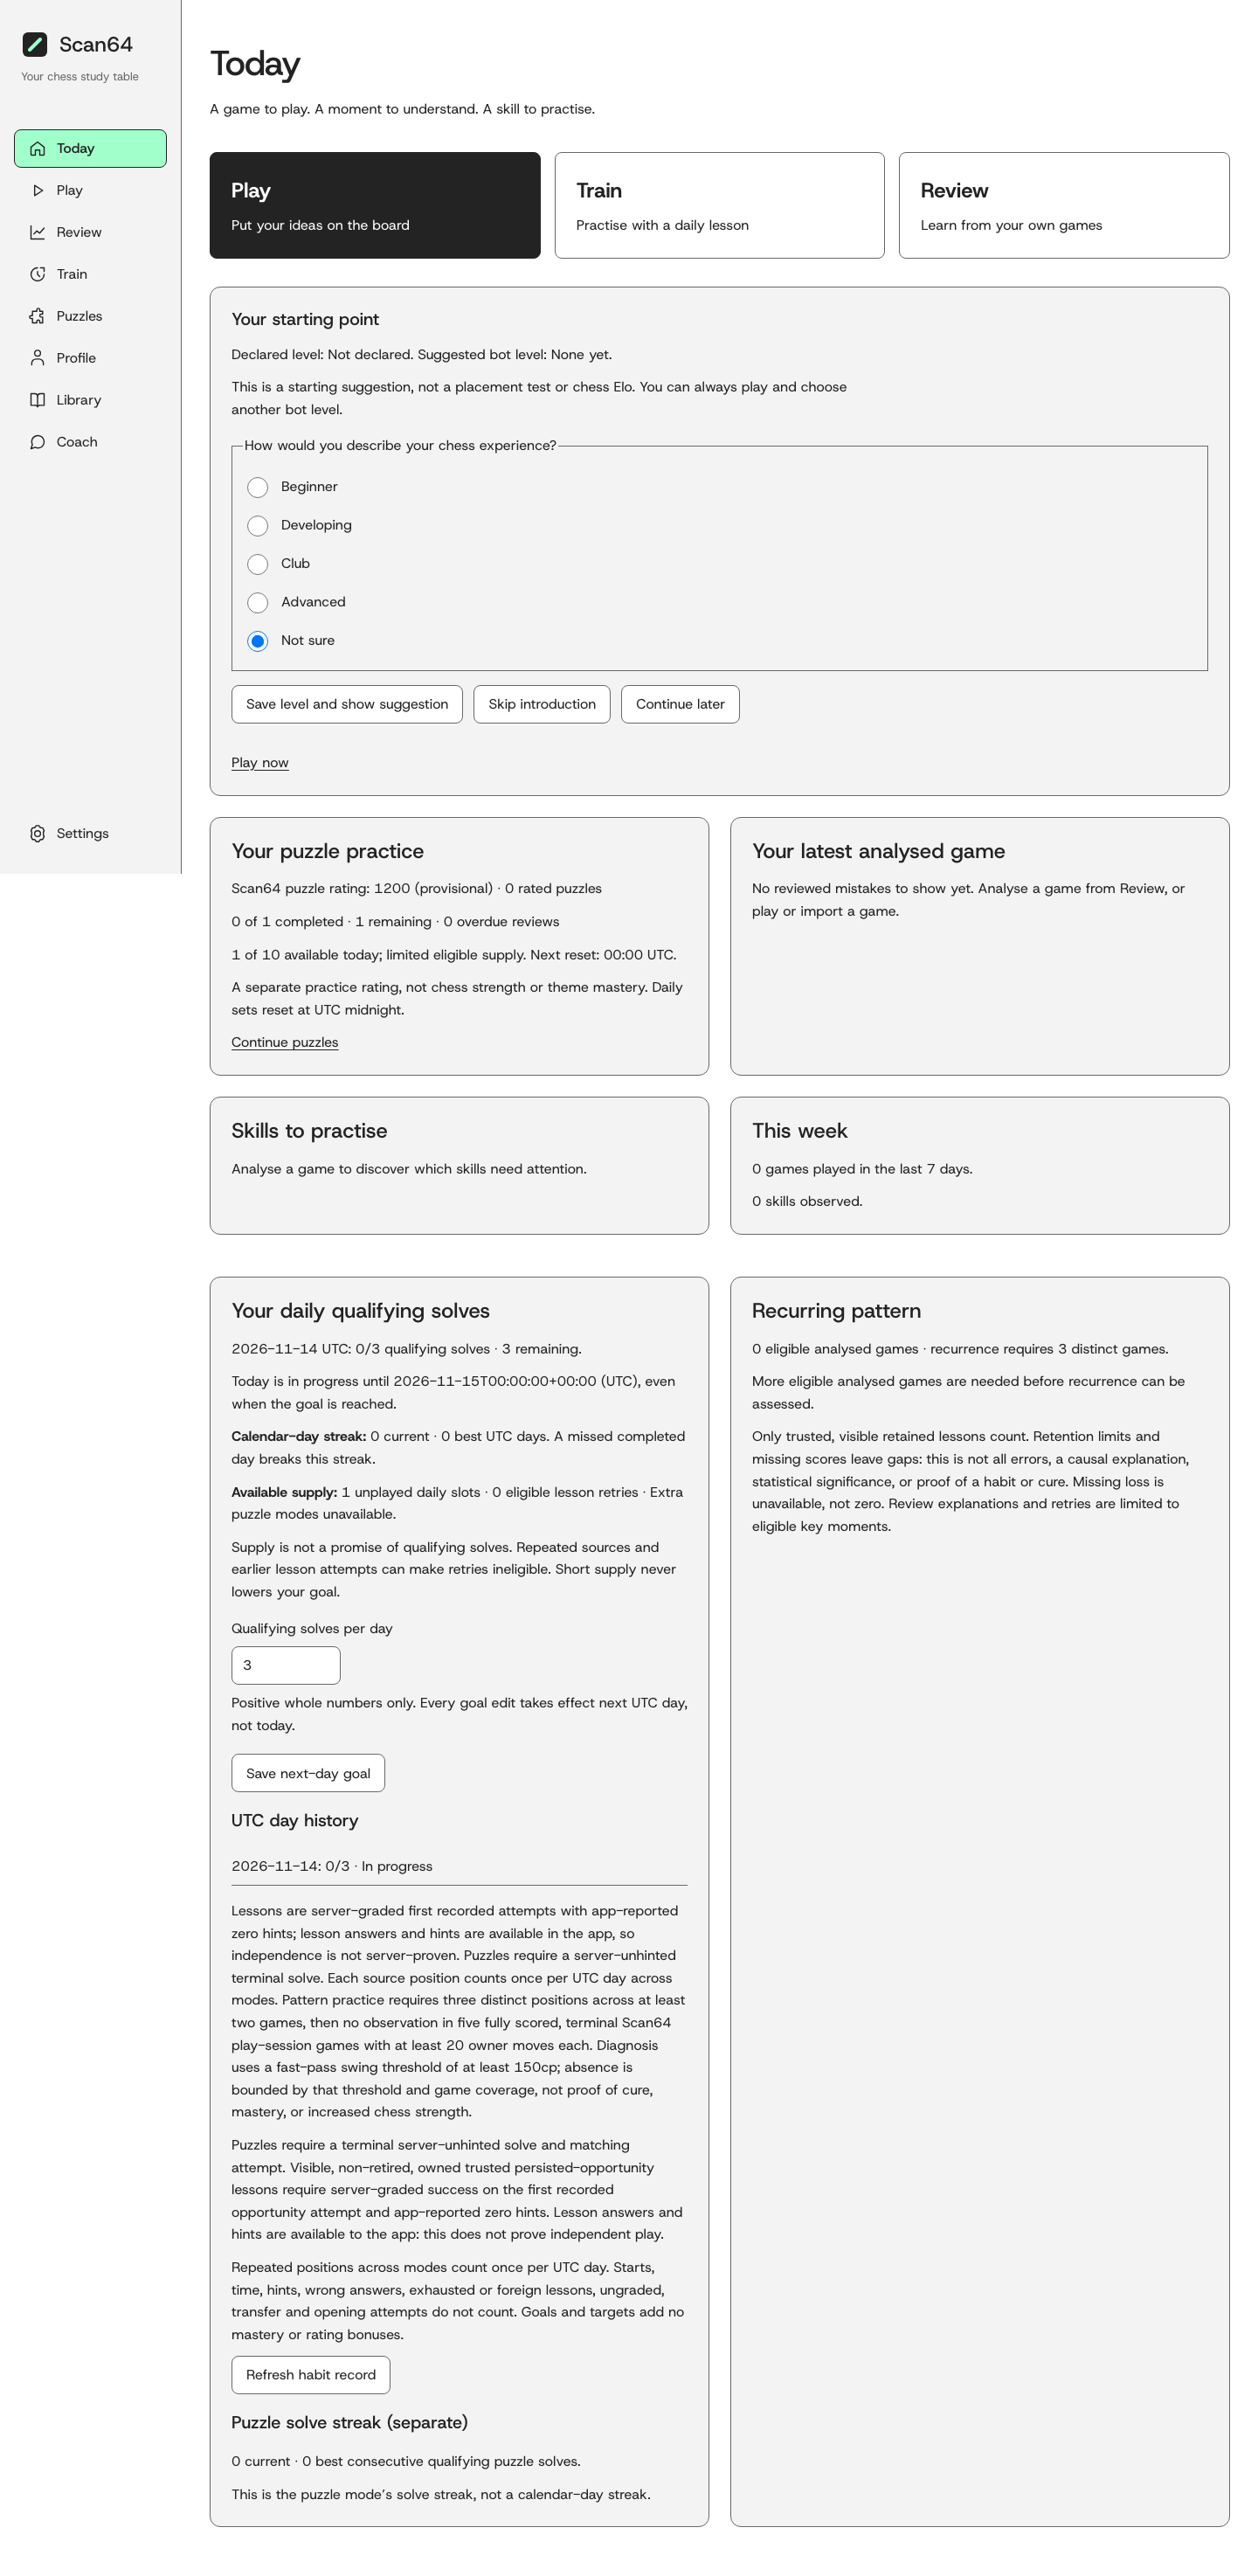 Scan64
Your chess study table
Today
Play
Review
Train
Puzzles
Profile
Library
Coach
Settings
Today
A game to play. A moment to understand. A skill to practise.
Play
Put your ideas on the board
Train
Practise with a daily lesson
Review
Learn from your own games
Your starting point
Declared level: Not declared. Suggested bot level: None yet.
This is a starting suggestion, not a placement test or chess Elo. You can always play and choose
another bot level.
How would you describe your chess experience?
Beginner
Developing
Club
Advanced
Not sure
Save level and show suggestion
Skip introduction
Continue later
Play now
Your puzzle practice
Scan64 puzzle rating: 1200 (provisional) · 0 rated puzzles
0 of 1 completed · 1 remaining · 0 overdue reviews
1 of 10 available today; limited eligible supply. Next reset: 00:00 UTC.
A separate practice rating, not chess strength or theme mastery. Daily
sets reset at UTC midnight.
Continue puzzles
Your latest analysed game
No reviewed mistakes to show yet. Analyse a game from Review, or
play or import a game.
Skills to practise
Analyse a game to discover which skills need attention.
This week
0 games played in the last 7 days.
0 skills observed.
Your daily qualifying solves
2026-11-14 UTC: 0/3 qualifying solves · 3 remaining.
Today is in progress until 2026-11-15T00:00:00+00:00 (UTC), even
when the goal is reached.
Calendar-day streak: 0 current · 0 best UTC days. A missed completed
day breaks this streak.
Available supply: 1 unplayed daily slots · 0 eligible lesson retries · Extra
puzzle modes unavailable.
Supply is not a promise of qualifying solves. Repeated sources and
earlier lesson attempts can make retries ineligible. Short supply never
lowers your goal.
Qualifying solves per day
3
Positive whole numbers only. Every goal edit takes effect next UTC day,
not today.
Save next-day goal
UTC day history
2026-11-14: 0/3 · In progress
Lessons are server-graded first recorded attempts with app-reported
zero hints; lesson answers and hints are available in the app, so
independence is not server-proven. Puzzles require a server-unhinted
terminal solve. Each source position counts once per UTC day across
modes. Pattern practice requires three distinct positions across at least
two games, then no observation in five fully scored, terminal Scan64
play-session games with at least 20 owner moves each. Diagnosis
uses a fast-pass swing threshold of at least 150cp; absence is
bounded by that threshold and game coverage, not proof of cure,
mastery, or increased chess strength.
Puzzles require a terminal server-unhinted solve and matching
attempt. Visible, non-retired, owned trusted persisted-opportunity
lessons require server-graded success on the first recorded
opportunity attempt and app-reported zero hints. Lesson answers and
hints are available to the app: this does not prove independent play.
Repeated positions across modes count once per UTC day. Starts,
time, hints, wrong answers, exhausted or foreign lessons, ungraded,
transfer and opening attempts do not count. Goals and targets add no
mastery or rating bonuses.
Refresh habit record
Puzzle solve streak (separate)
0 current · 0 best consecutive qualifying puzzle solves.
This is the puzzle mode's solve streak, not a calendar-day streak.
Recurring pattern
0 eligible analysed games · recurrence requires 3 distinct games.
More eligible analysed games are needed before recurrence can be
assessed.
Only trusted, visible retained lessons count. Retention limits and
missing scores leave gaps: this is not all errors, a causal explanation,
statistical significance, or proof of a habit or cure. Missing loss is
unavailable, not zero. Review explanations and retries are limited to
eligible key moments.